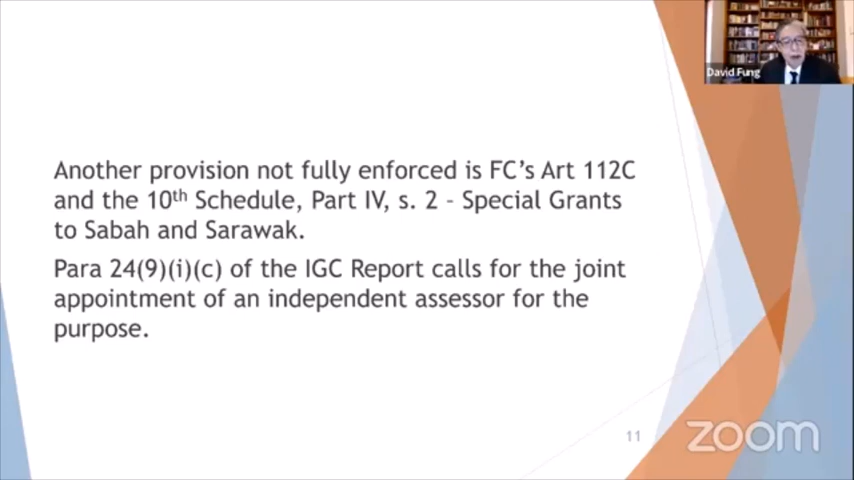 David Fung
Another provision not fully enforced is FC's Art 112C
and the 10th Schedule, Part IV, s. 2 - Special Grants
to Sabah and Sarawak.
Para 24(9)(i)(c) of the IGC Report calls for the joint
appointment of an independent assessor for the
purpose.
11
zoom